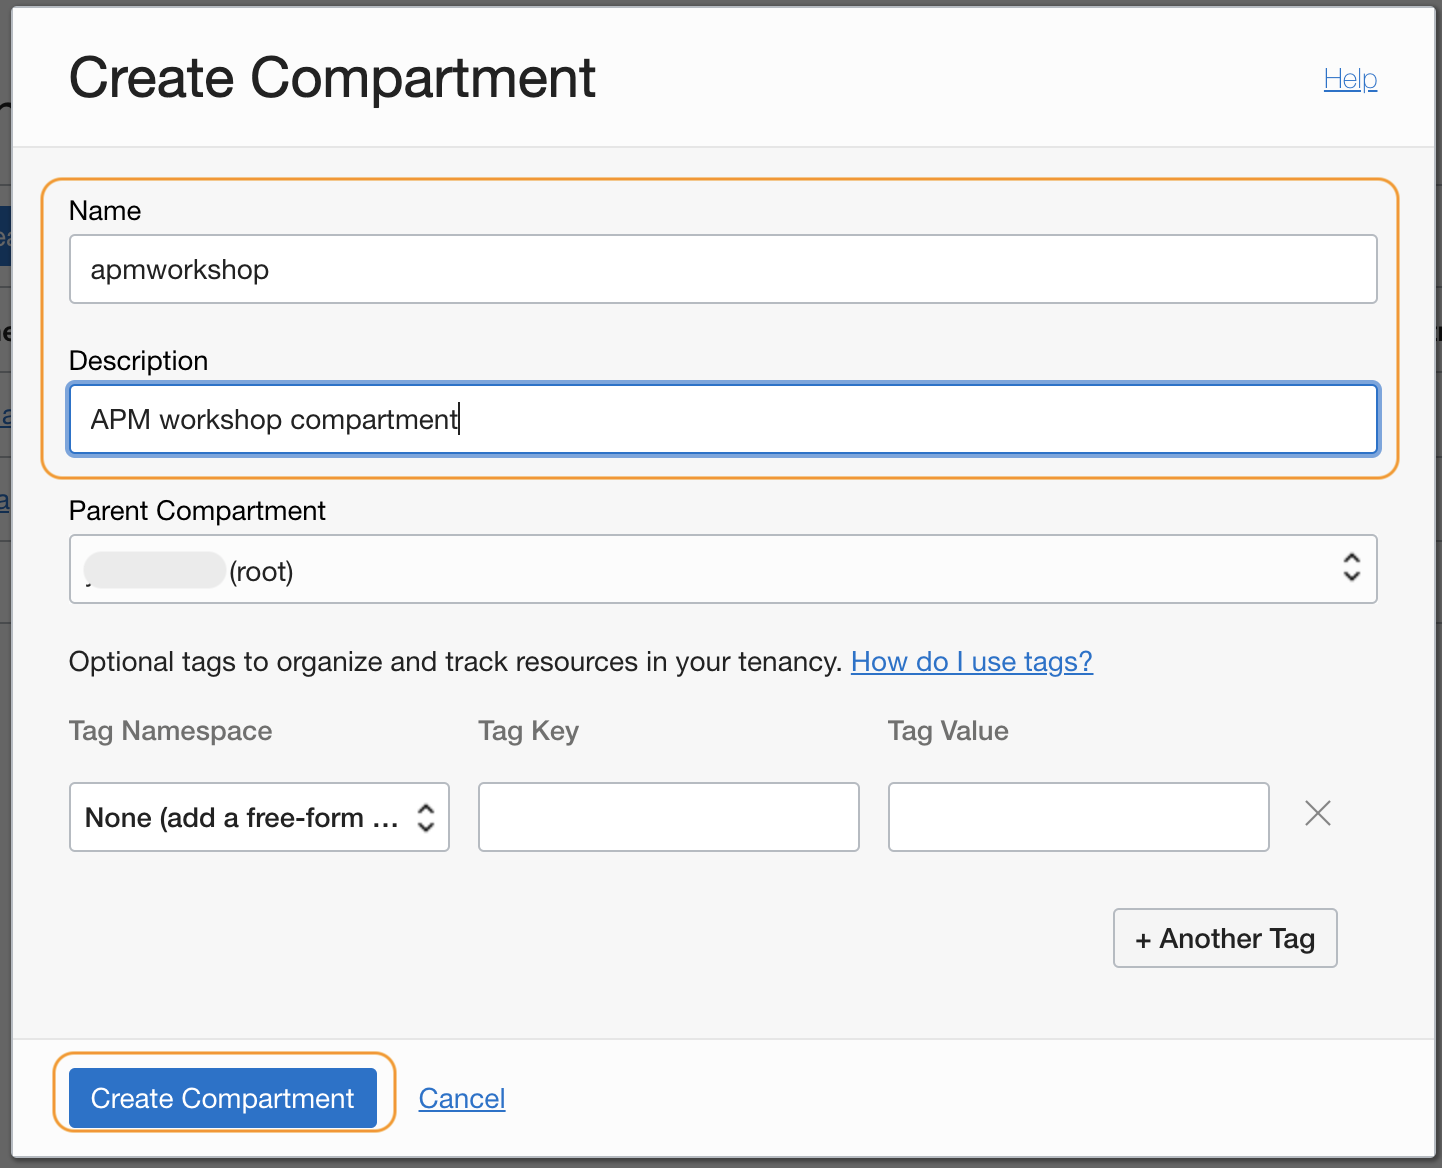 Create Compartment
Help
Name
apmworkshop
Description
APM workshop compartment
Parent Compartment
(root)
Optional tags to organize and track resources in your tenancy. How do I use tags?
Tag Namespace Tag Key Tag Value
None (add a free-form ...
+ Another Tag
Create Compartment Cancel